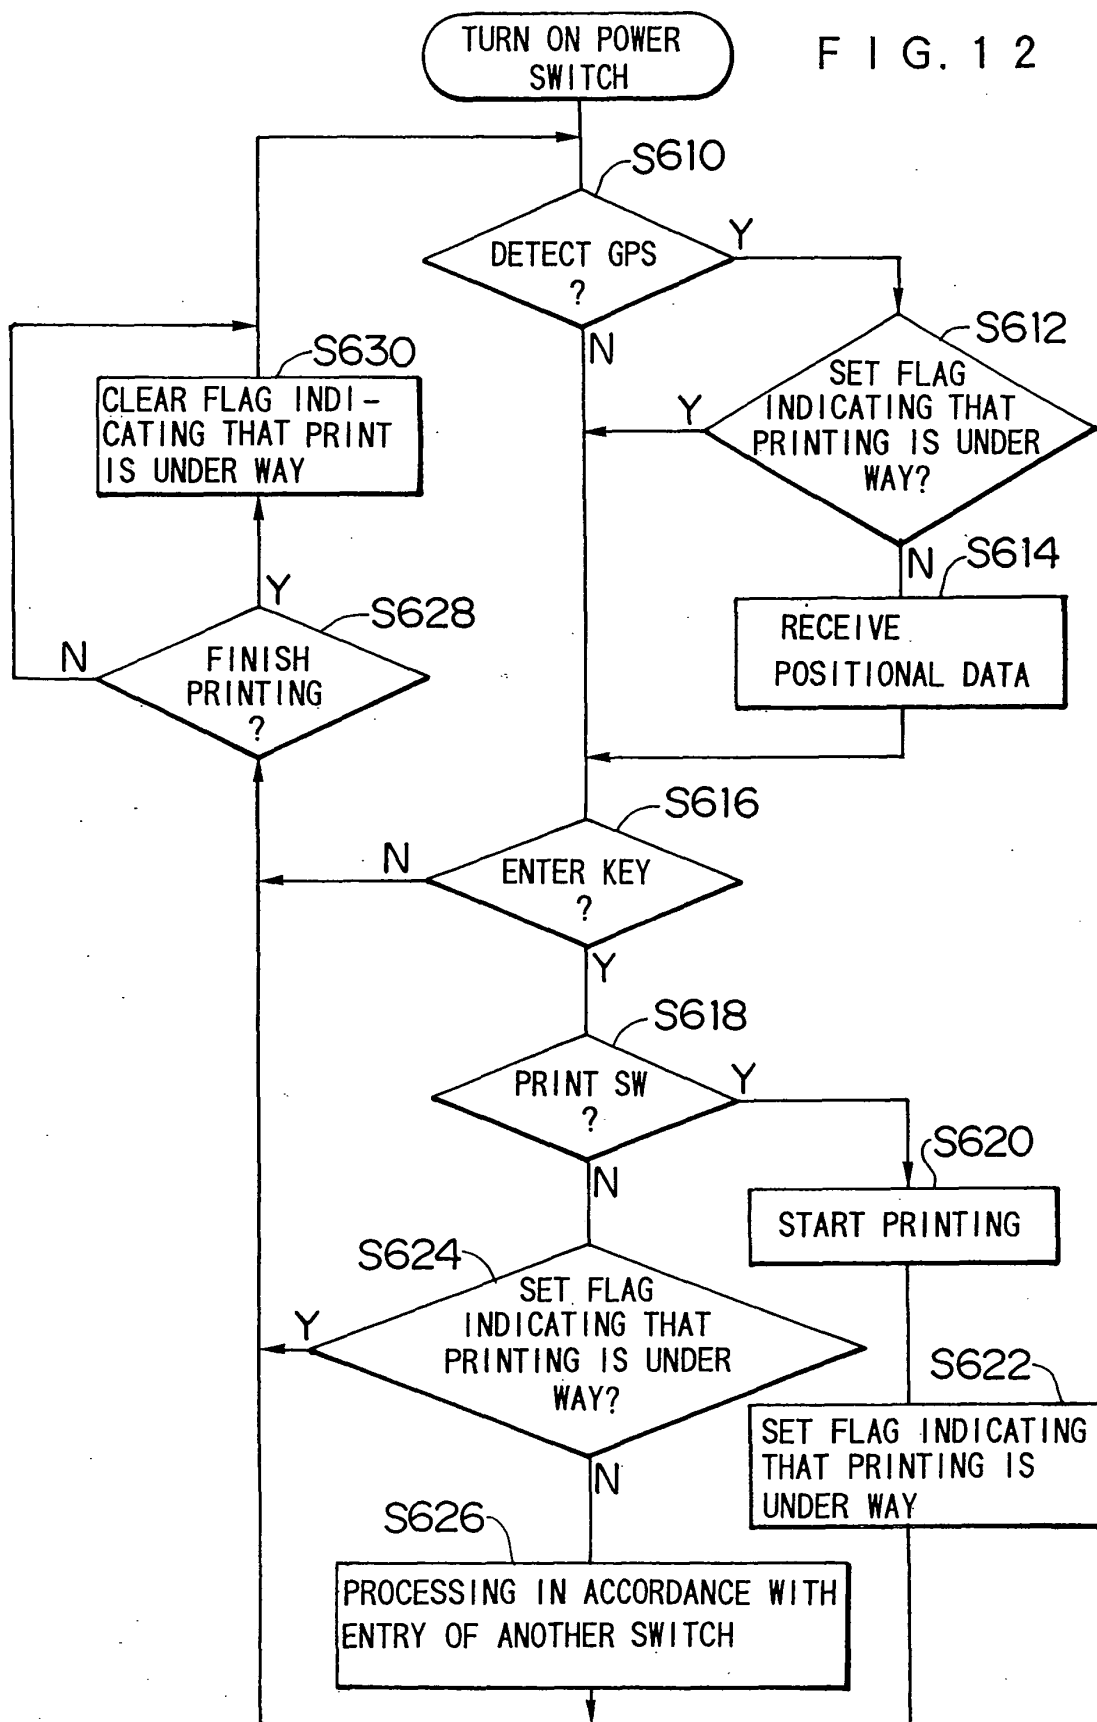 TURN ON POWER
SWITCH
FIG. 12
S610
DETECT GPS
?
Y
N
S612
SET FLAG
INDICATING THAT
PRINTING IS UNDER
WAY?
Y
N
S630
CLEAR FLAG INDI-
CATING THAT PRINT
IS UNDER WAY
S614
RECEIVE
POSITIONAL DATA
Y
S628
N
FINISH
PRINTING
?
S616
N
ENTER KEY
?
Y
S618
PRINT SW
?
Y
N
S620
START PRINTING
S624
SET FLAG
INDICATING THAT
PRINTING IS UNDER
WAY?
Y
N
S622
SET FLAG INDICATING
THAT PRINTING IS
UNDER WAY
S626
PROCESSING IN ACCORDANCE WITH
ENTRY OF ANOTHER SWITCH